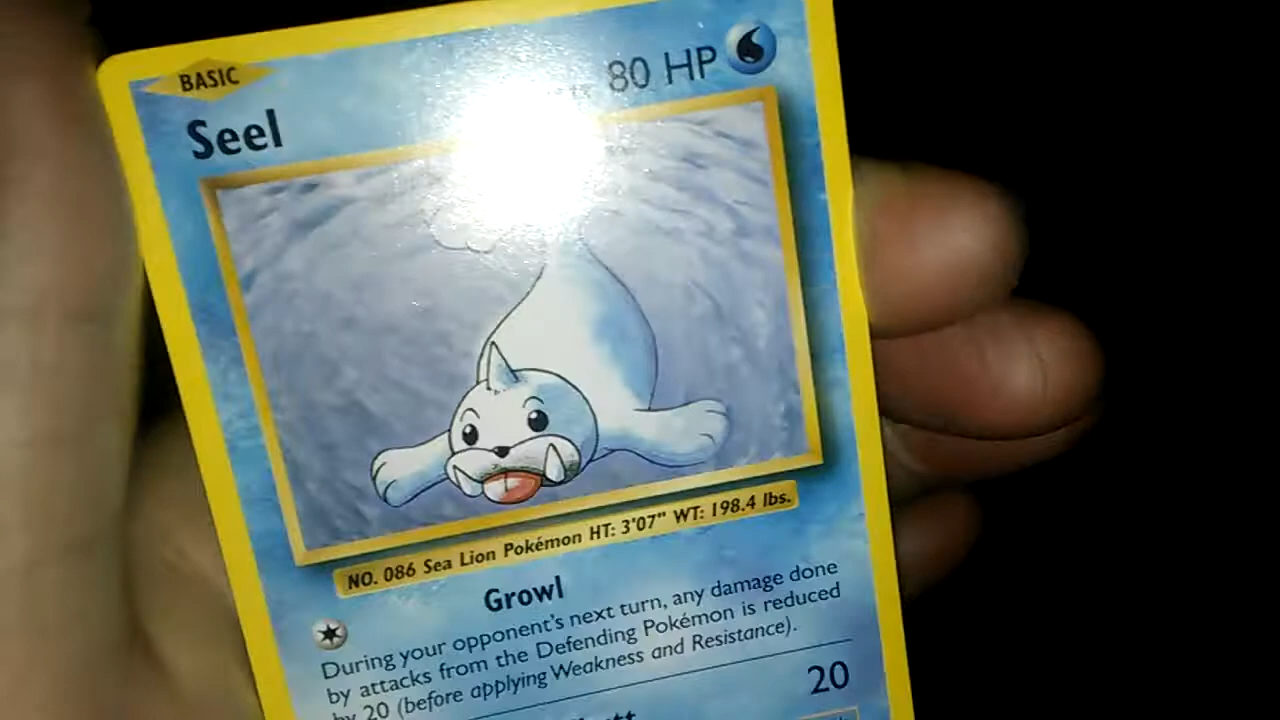 BASIC
80 HP
Seel
NO. 086 Sea Lion Pokémon HT: 3'07" WT: 198.4 lbs.
Growl
During your opponent's next turn, any damage done
by attacks from the Defending Pokémon is reduced
by 20 (before applying Weakness and Resistance).
20